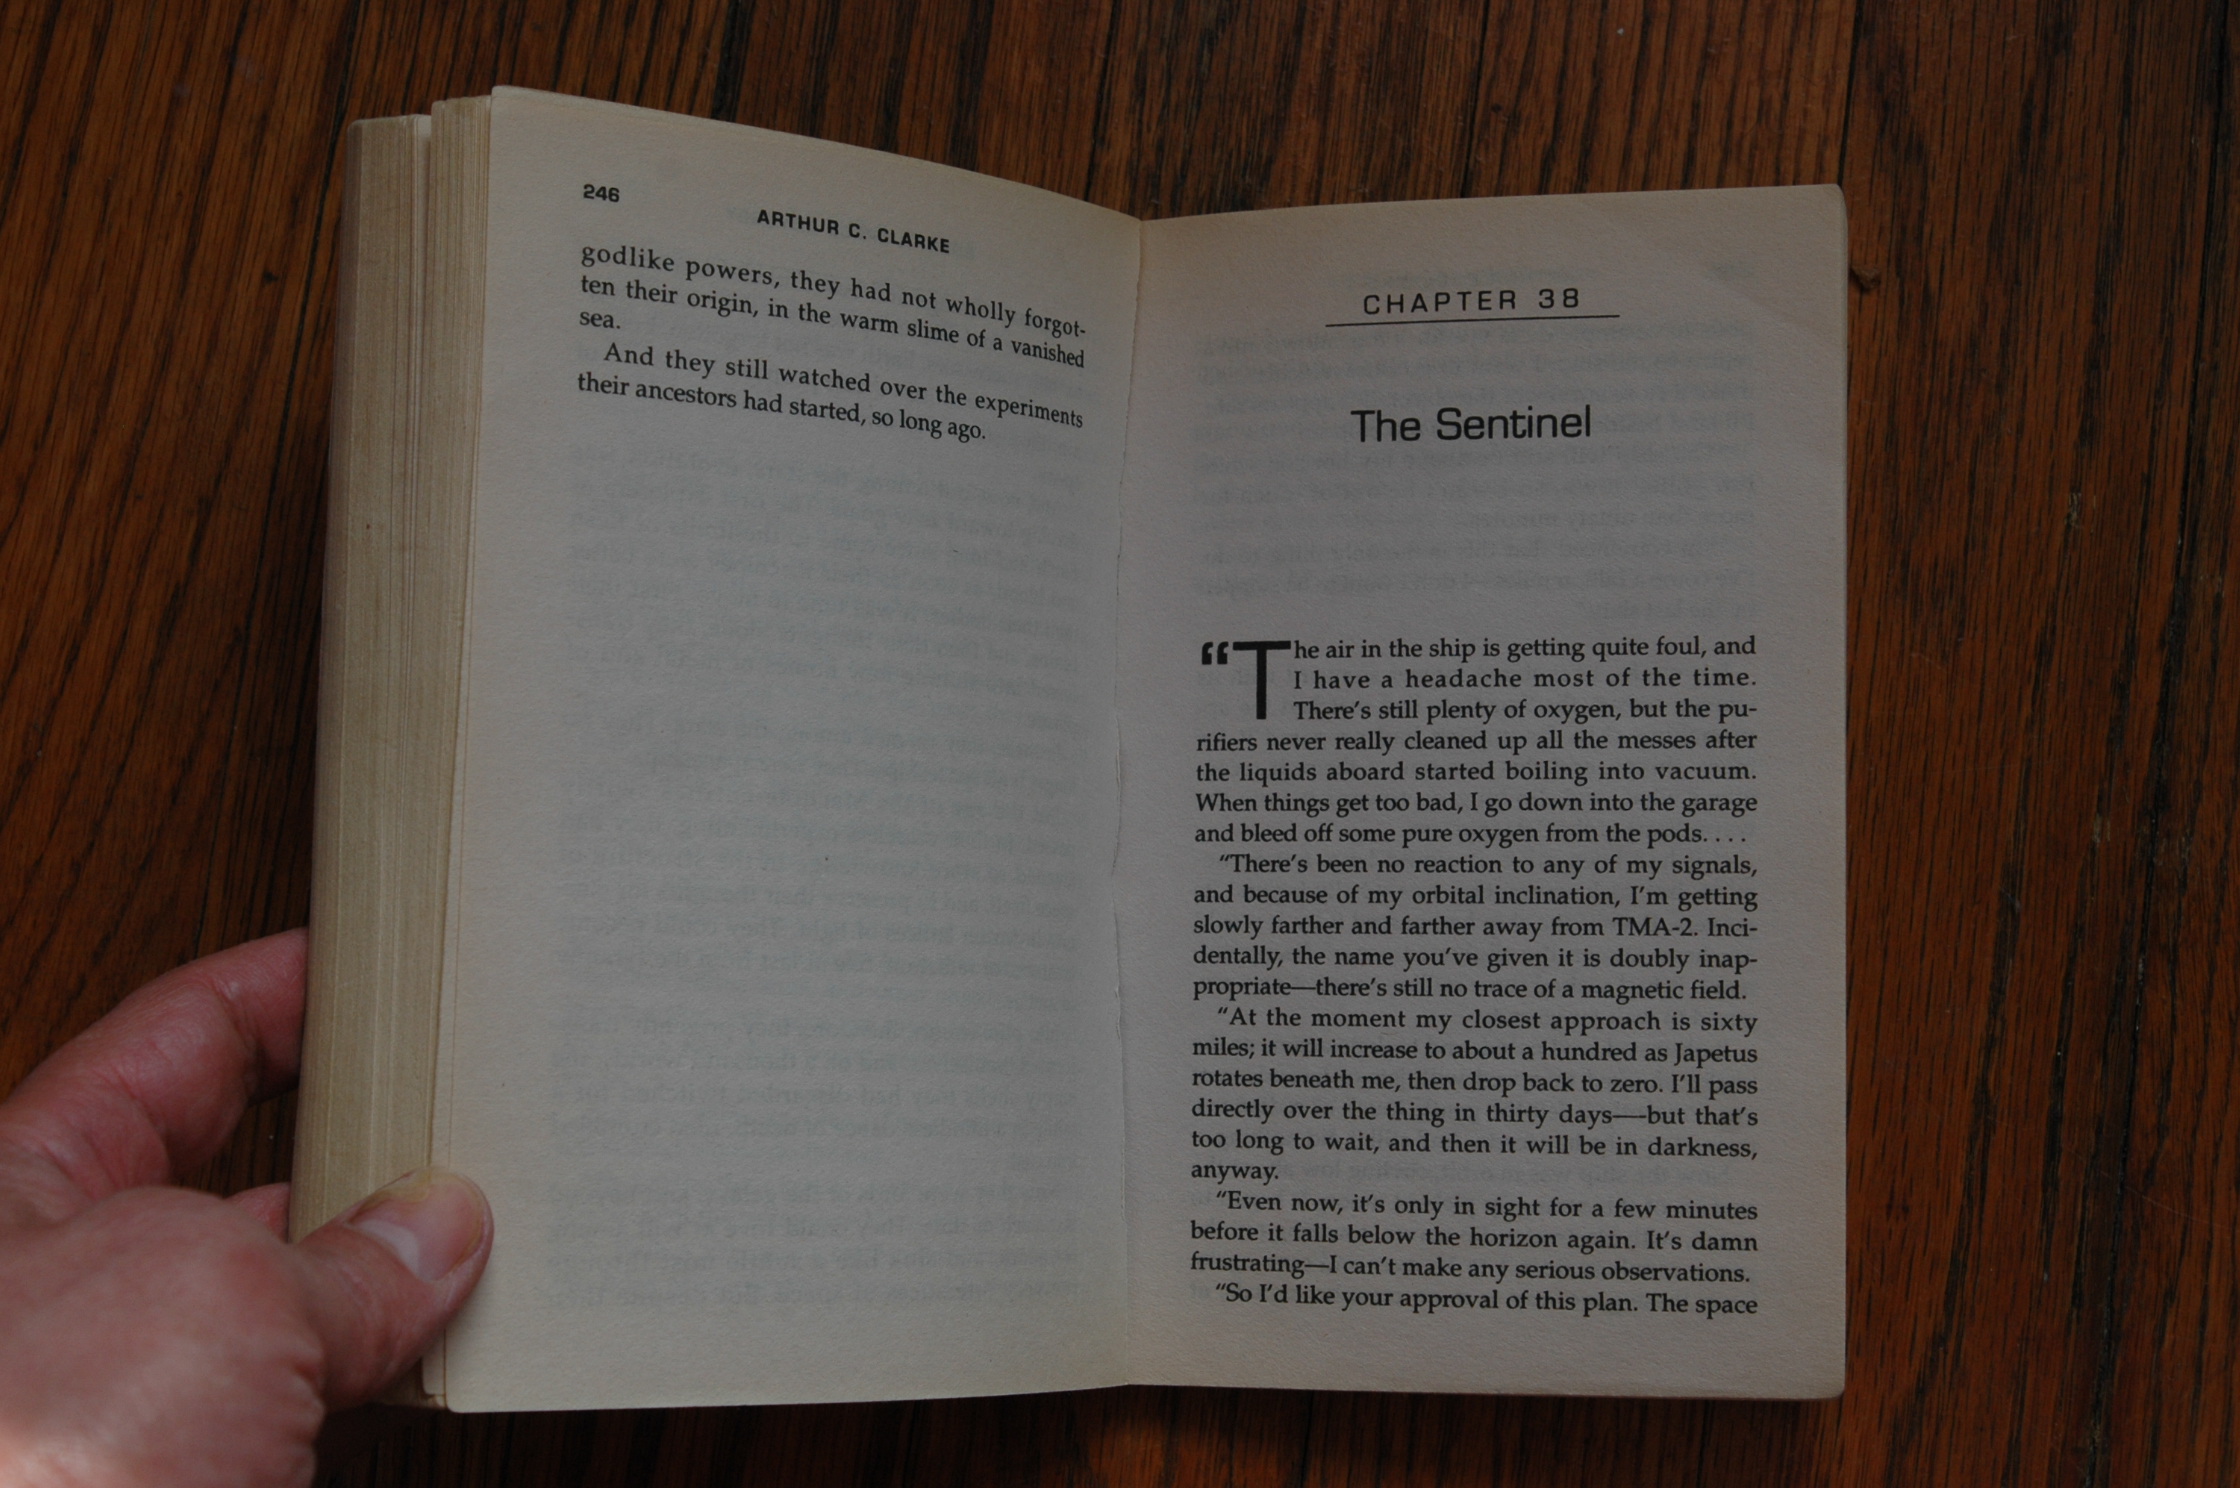 246
ARTHUR C. CLARKE
godlike powers, they had not wholly forgot-
ten their origin, in the warm slime of a vanished
sea.
And they still watched over the experiments
their ancestors had started, so long ago.
CHAPTER 38
The Sentinel
“The air in the ship is getting quite foul, and
I have a headache most of the time.
There’s still plenty of oxygen, but the pu-
rifiers never really cleaned up all the messes after
the liquids aboard started boiling into vacuum.
When things get too bad, I go down into the garage
and bleed off some pure oxygen from the pods. . . .
“There’s been no reaction to any of my signals,
and because of my orbital inclination, I’m getting
slowly farther and farther away from TMA-2. Inci-
dentally, the name you’ve given it is doubly inap-
propriate—there’s still no trace of a magnetic field.
“At the moment my closest approach is sixty
miles; it will increase to about a hundred as Japetus
rotates beneath me, then drop back to zero. I’ll pass
directly over the thing in thirty days—but that’s
too long to wait, and then it will be in darkness,
anyway.
“Even now, it’s only in sight for a few minutes
before it falls below the horizon again. It’s damn
frustrating—I can’t make any serious observations.
“So I’d like your approval of this plan. The space